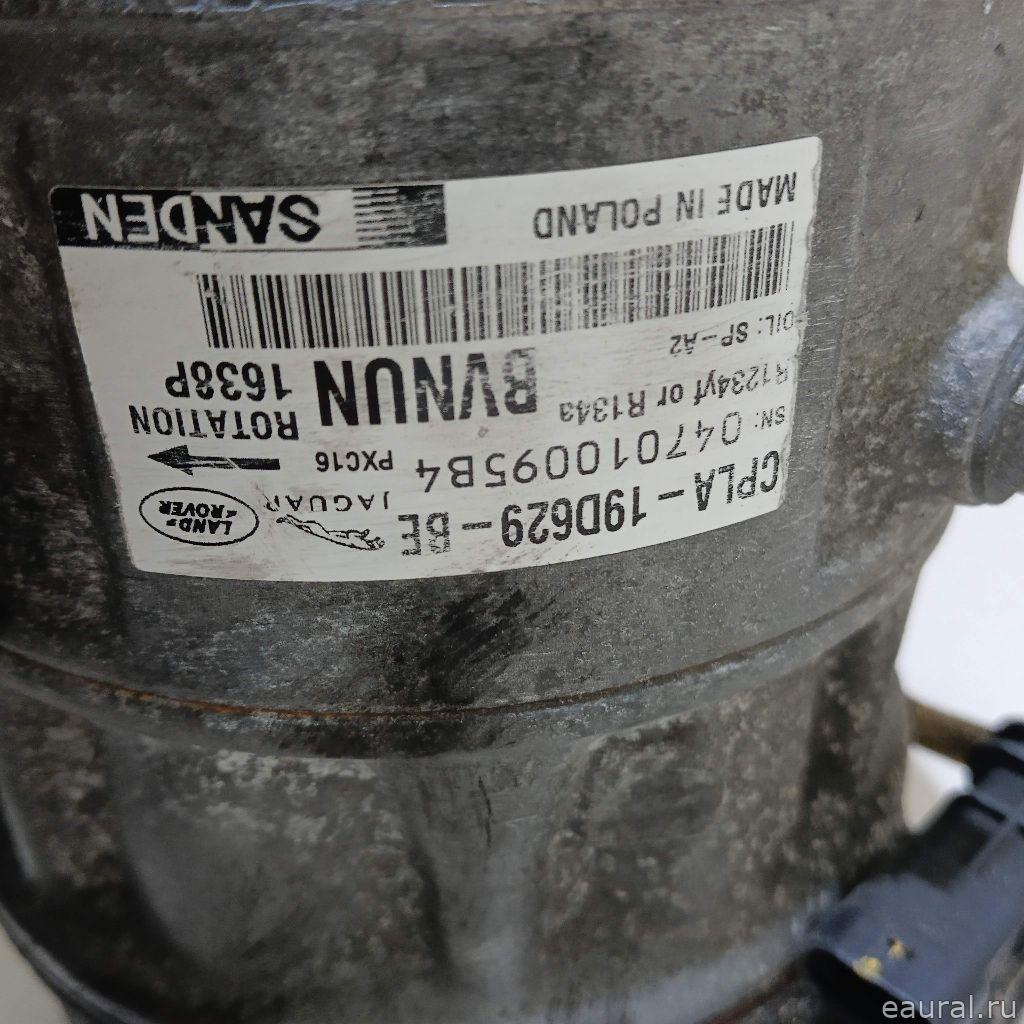 CPLA-19D629-BE
JAGUAR
LAND ROVER
SN: 047010095B4
PXC16
R1234yf or R134a
BVNUN
ROTATION
1638P
OIL: SP-A2
MADE IN POLAND
SANDEN
eaural.ru